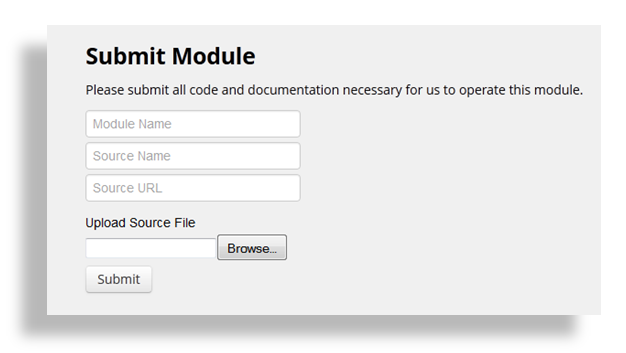 Submit Module
Please submit all code and documentation necessary for us to operate this module.
Module Name
Source Name
Source URL
Upload Source File
Browse...
Submit